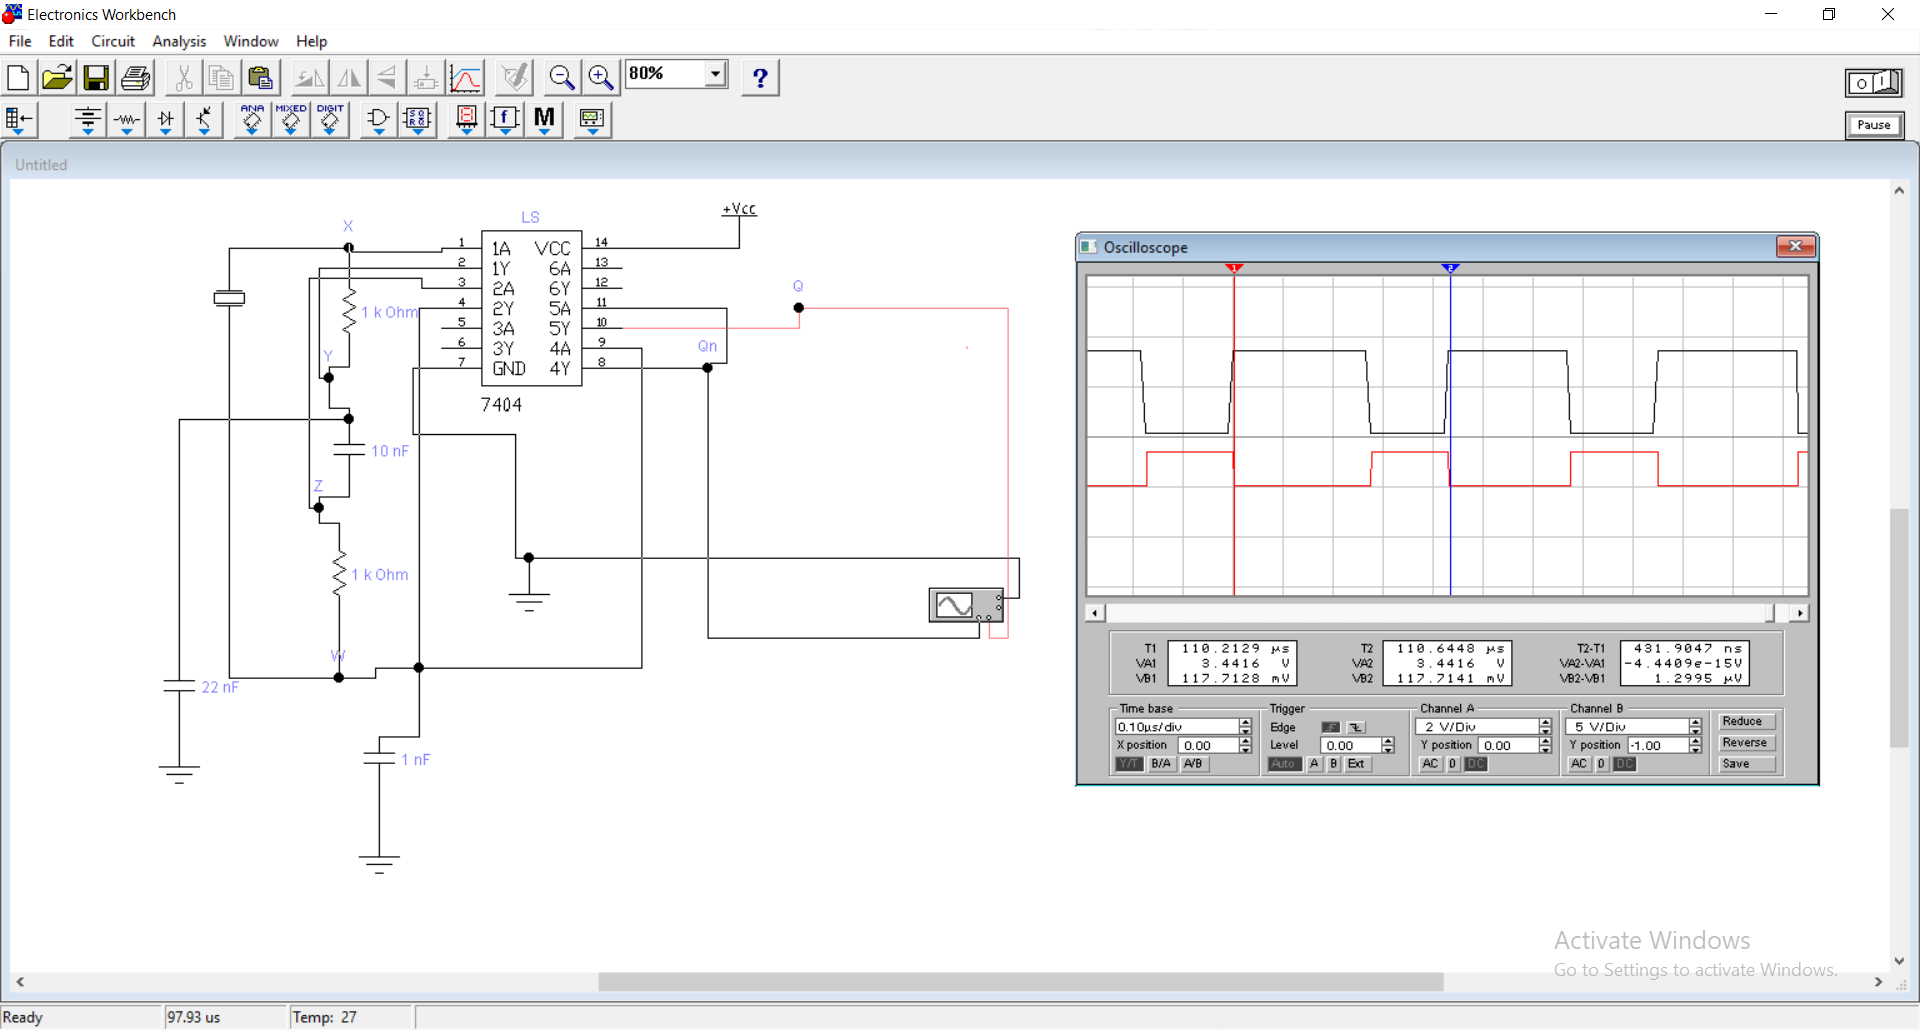 Electronics Workbench
File Edit Circuit Analysis Window Help
80% ?
ANA MIXED DIGIT
f M
Pause
Untitled
X
LS
+Vcc
1 1A VCC 14
2 1Y 6A 13
3 2A 6Y 12
4 2Y 5A 11
5 3A 5Y 10
6 3Y 4A 9
7 GND 4Y 8
7404
1 k Ohm
Y
10 nF
Z
1 k Ohm
W
22 nF
1 nF
Q
Qn
Oscilloscope
1 2
T1 110.2129 µs T2 110.6448 µs T2-T1 431.9047 ns
VA1 3.4416 V VA2 3.4416 V VA2-VA1 -4.4409e-15V
VB1 117.7128 mV VB2 117.7141 mV VB2-VB1 1.2995 µV
Time base Trigger Channel A Channel B
0.10µs/div Edge 2 V/Div 5 V/Div Reduce
X position 0.00 Level 0.00 Y position 0.00 Y position -1.00 Reverse
Y/T B/A A/B Auto A B Ext AC 0 DC AC 0 DC Save
Activate Windows
Go to Settings to activate Windows.
Ready 97.93 us Temp: 27